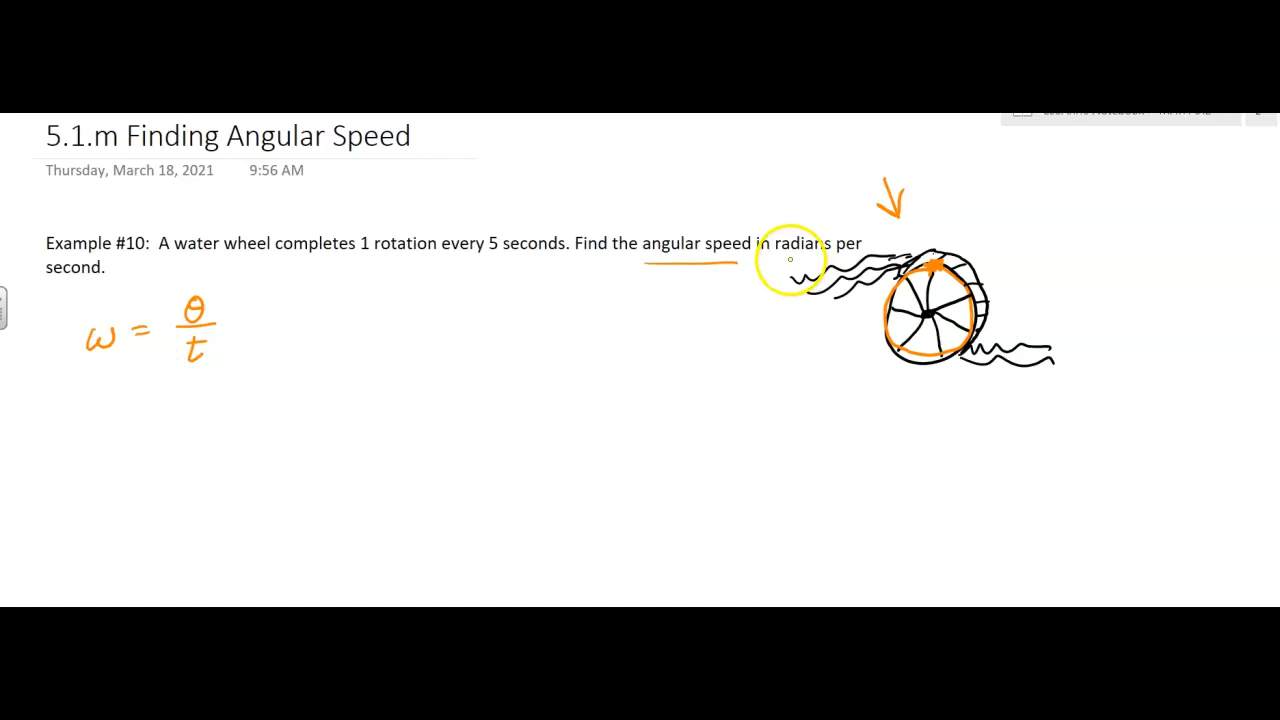 5.1.m Finding Angular Speed
Thursday, March 18, 2021 9:56 AM
Example #10: A water wheel completes 1 rotation every 5 seconds. Find the angular speed in radians per
second.
ω = θ/t